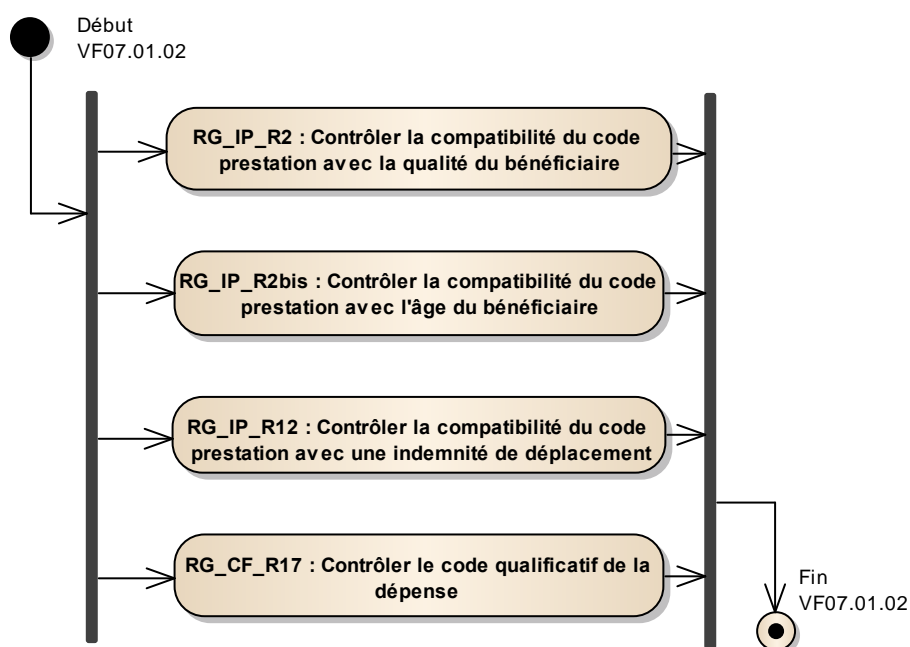 Début
VF07.01.02
RG_IP_R2 : Contrôler la compatibilité du code
prestation avec la qualité du bénéficiaire
RG_IP_R2bis : Contrôler la compatibilité du code
prestation avec l'âge du bénéficiaire
RG_IP_R12 : Contrôler la compatibilité du code
prestation avec une indemnité de déplacement
RG_CF_R17 : Contrôler le code qualificatif de la
dépense
Fin
VF07.01.02